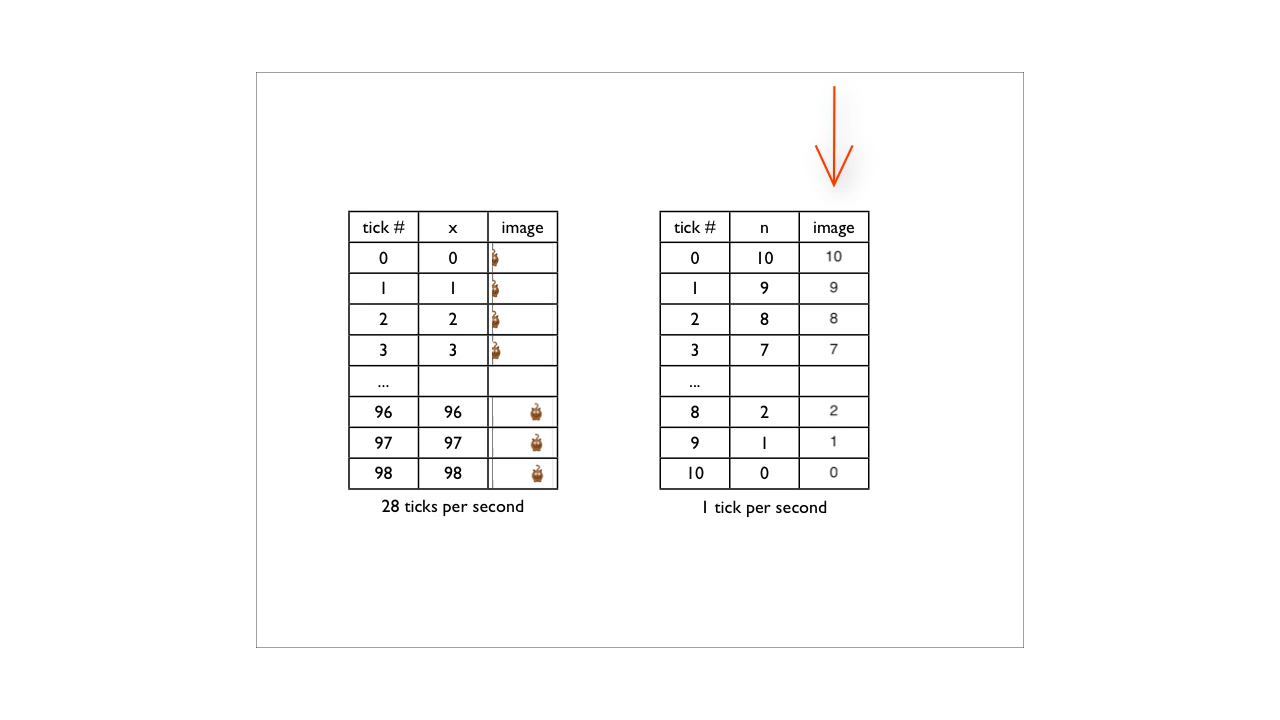 tick # x image
0 0
1 1
2 2
3 3
...
96 96
97 97
98 98
28 ticks per second
tick # n image
0 10 10
1 9 9
2 8 8
3 7 7
...
8 2 2
9 1 1
10 0 0
1 tick per second